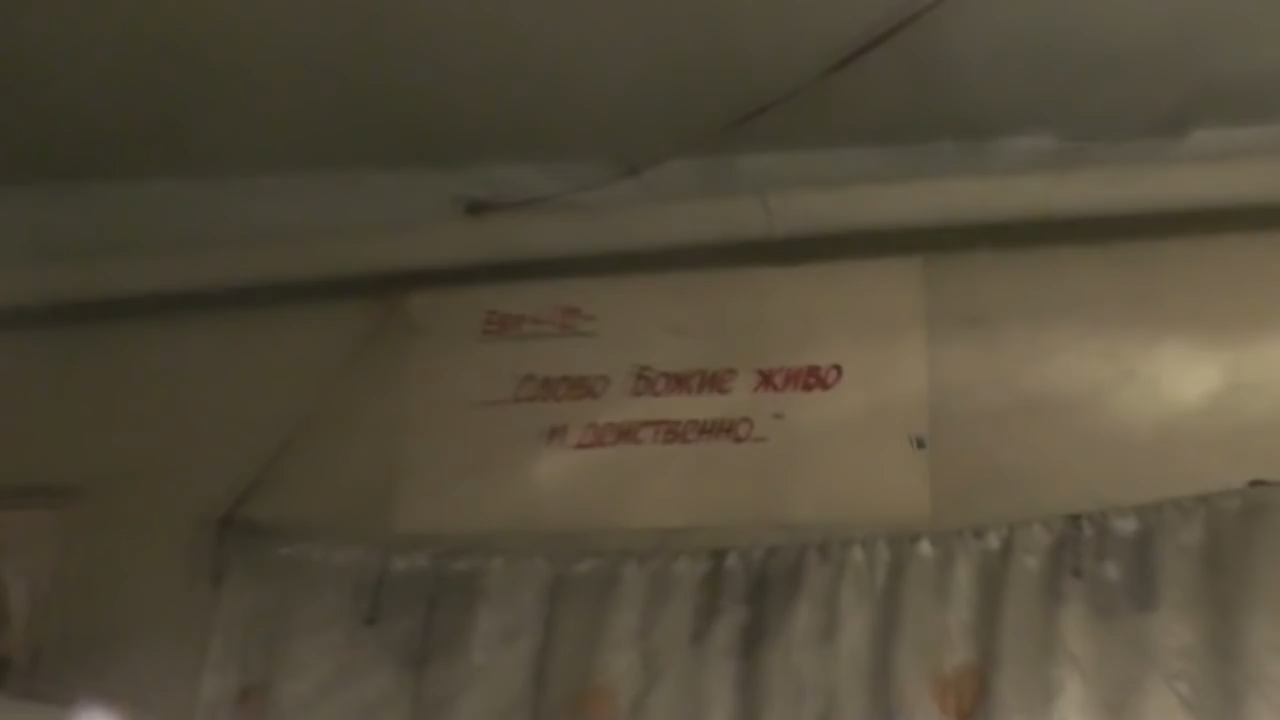 слово Божие живо
и действенно..."